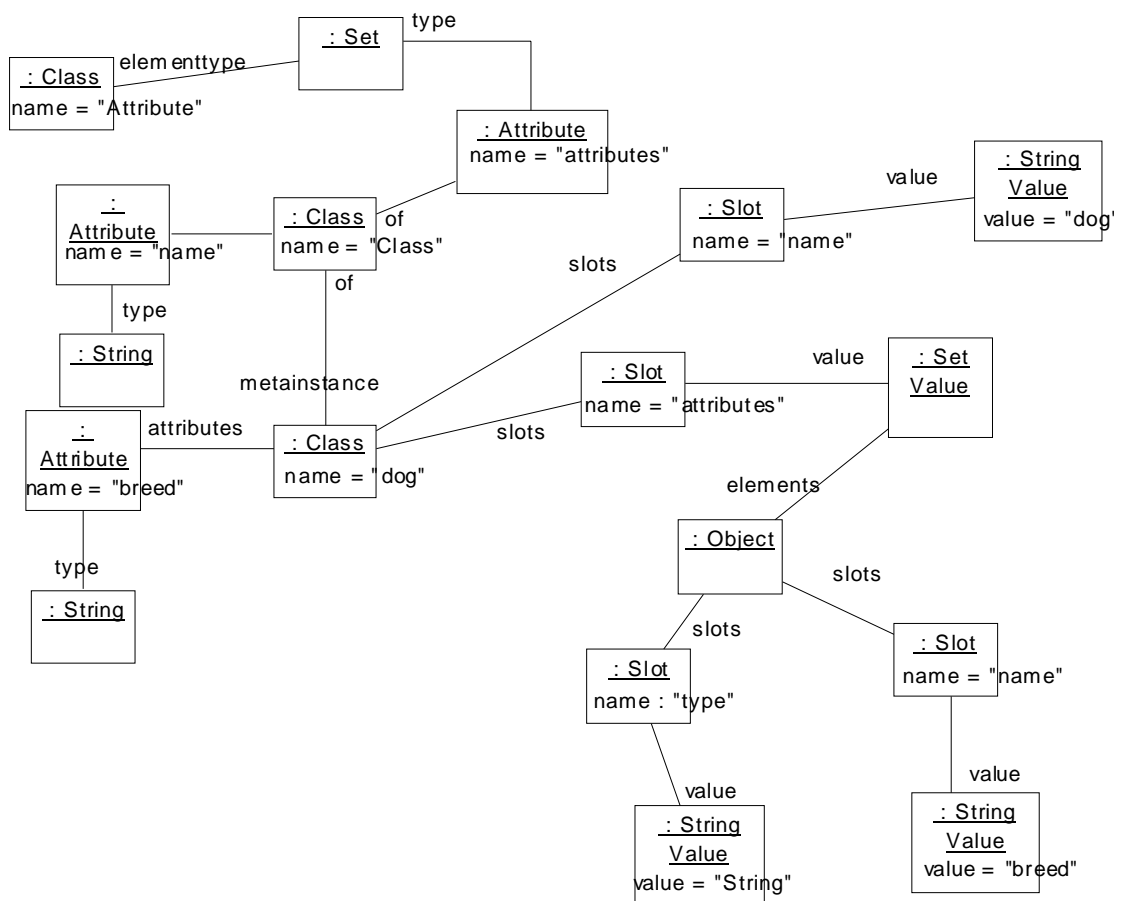 type
: Set
elementtype
: Class
name = "Attribute"
: Attribute
name = "attributes"
: String
Value
value = "dog'
value
: Slot
name = "name"
:
Attribute
name = "name"
: Class
name = "Class"
of
of
slots
type
: String
metainstance
: Slot
name = "attributes"
value
: Set
Value
:
Attribute
name = "breed"
attributes
: Class
name = "dog"
slots
elements
type
: String
: Object
slots
slots
: Slot
name : "type"
: Slot
name = "name"
value
value
: String
Value
value = "String"
: String
Value
value = "breed"